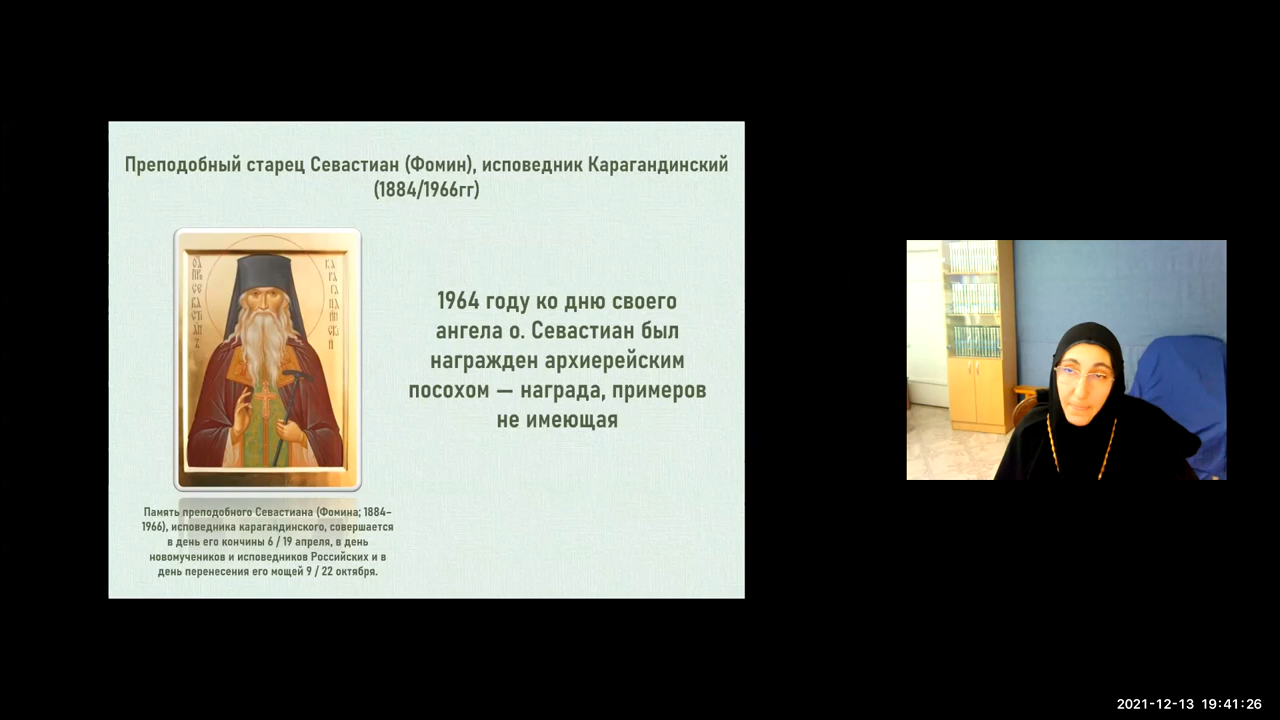 Преподобный старец Севастиан (Фомин), исповедник Карагандинский
(1884/1966гг)
1964 году ко дню своего
ангела о. Севастиан был
награжден архиерейским
посохом — награда, примеров
не имеющая
Память преподобного Севастиана (Фомина; 1884–
1966), исповедника карагандинского, совершается
в день его кончины 6 / 19 апреля, в день
новомучеников и исповедников Российских и в
день перенесения его мощей 9 / 22 октября.
2021-12-13 19:41:26